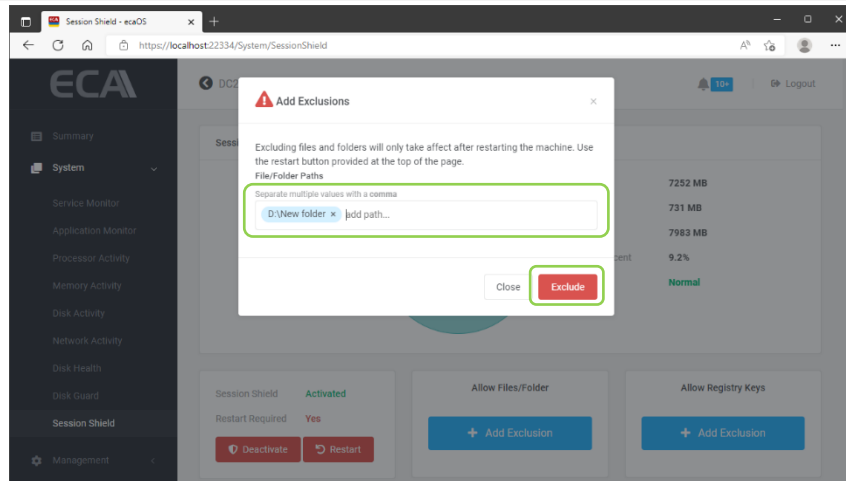 Session Shield - ecaOS
https://localhost:22334/System/SessionShield
ECA
DC2
10+
Logout
Summary
System
Service Monitor
Application Monitor
Processor Activity
Memory Activity
Disk Activity
Network Activity
Disk Health
Disk Guard
Session Shield
Management
Add Exclusions
Excluding files and folders will only take affect after restarting the machine. Use
the restart button provided at the top of the page.
File/Folder Paths
Separate multiple values with a comma
D:\New folder × add path...
Close
Exclude
Sessi
7252 MB
731 MB
7983 MB
cent 9.2%
Normal
Session Shield Activated
Restart Required Yes
Deactivate
Restart
Allow Files/Folder
+ Add Exclusion
Allow Registry Keys
+ Add Exclusion